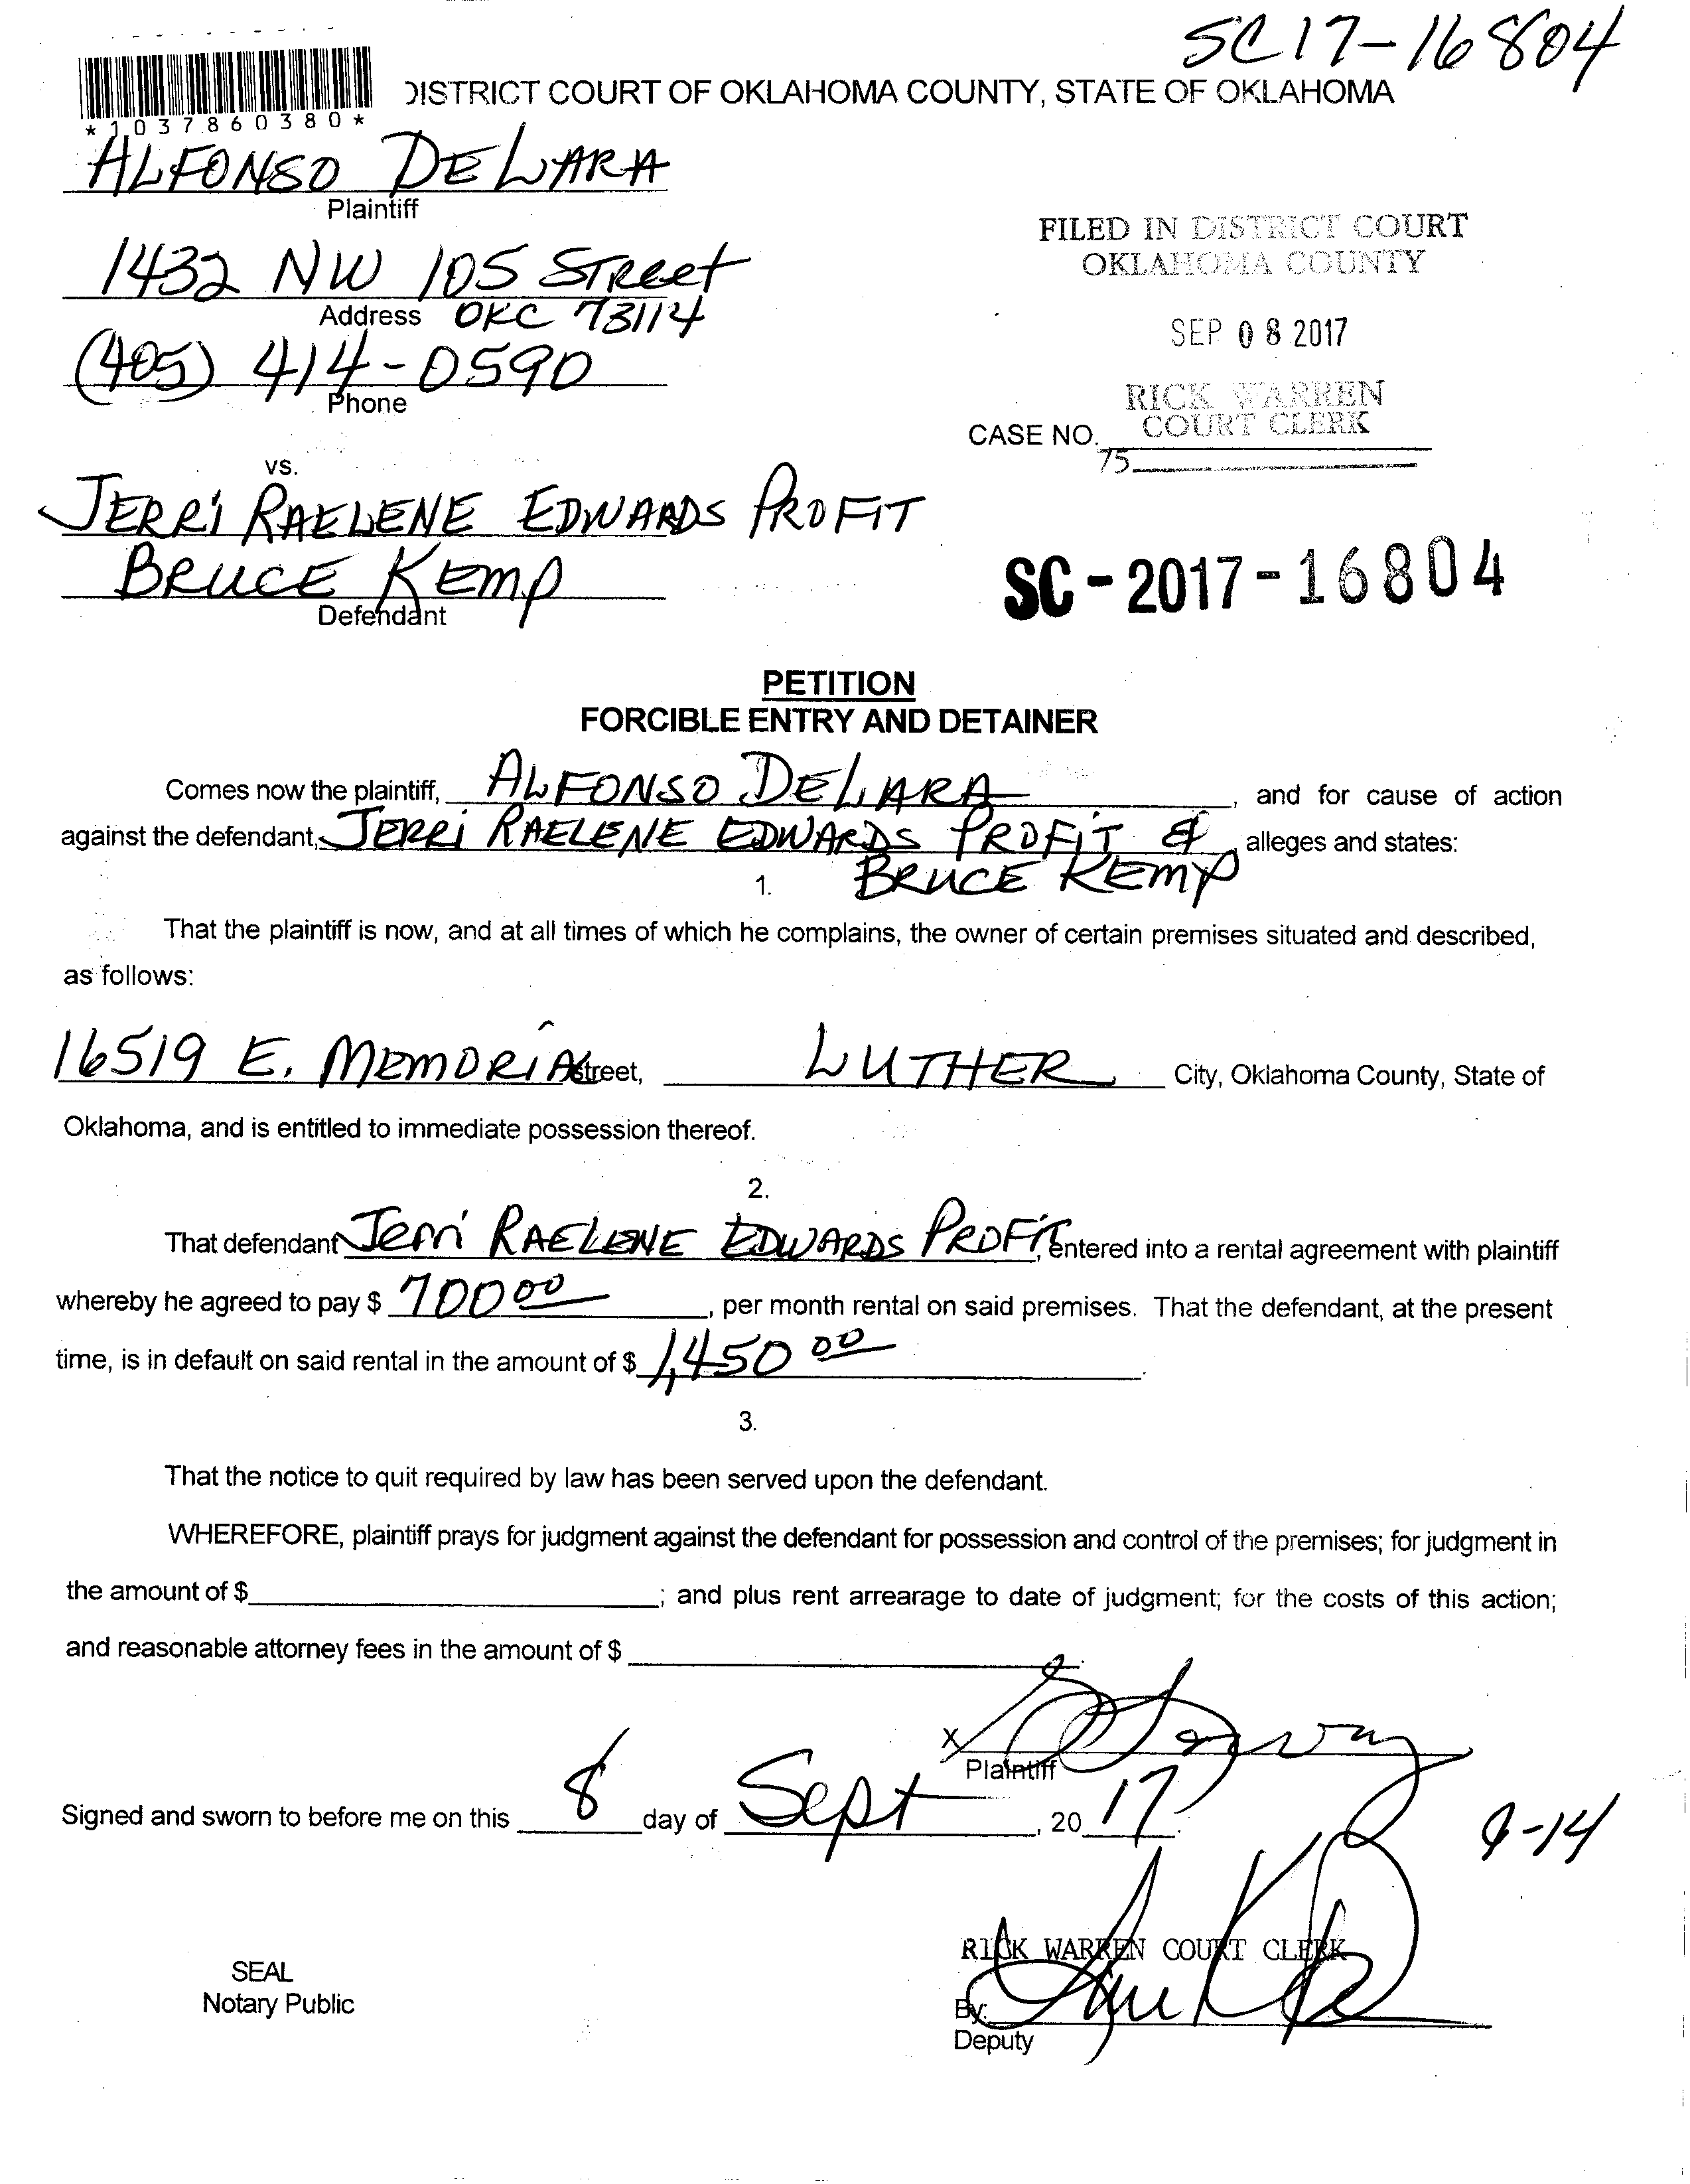 SC17-16804
DISTRICT COURT OF OKLAHOMA COUNTY, STATE OF OKLAHOMA
*1037860380*
ALFONSO DELARA
Plaintiff
1432 NW 105 STReet
Address OKC 73114
(405) 414-0590
Phone
FILED IN DISTRICT COURT
OKLAHOMA COUNTY
SEP 08 2017
RICK WARREN
COURT CLERK
CASE NO.
75
vs.
JERRi RAELENE EDWARDS PROFIT
BRUCE KEMP
Defendant
SC-2017-16804
PETITION
FORCIBLE ENTRY AND DETAINER
Comes now the plaintiff, ALFONSO DELARA, and for cause of action
against the defendant, JERRi RAELENE EDWARDS PROFiT & alleges and states:
1. BRUCE KEMP
That the plaintiff is now, and at all times of which he complains, the owner of certain premises situated and described,
as follows:
16519 E. MEMORiAL Street, LUTHER City, Oklahoma County, State of
Oklahoma, and is entitled to immediate possession thereof.
2.
That defendant Jerri RAELENE EDWARDS PROFiT, entered into a rental agreement with plaintiff
whereby he agreed to pay $ 700 00, per month rental on said premises. That the defendant, at the present
time, is in default on said rental in the amount of $ 1,450 00.
3.
That the notice to quit required by law has been served upon the defendant.
WHEREFORE, plaintiff prays for judgment against the defendant for possession and control of the premises; for judgment in
the amount of $ ; and plus rent arrearage to date of judgment; for the costs of this action;
and reasonable attorney fees in the amount of $ .
X
Plaintiff
Signed and sworn to before me on this 8 day of Sept, 20 17.
9-14
RICK WARREN COURT CLERK
SEAL
Notary Public
By:
Deputy